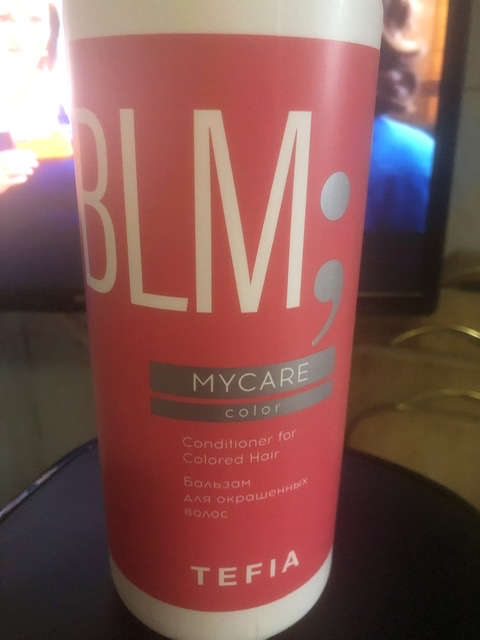 BLM;
MYCARE
color
Conditioner for
Colored Hair
Бальзам
для окрашенных
волос
TEFIA